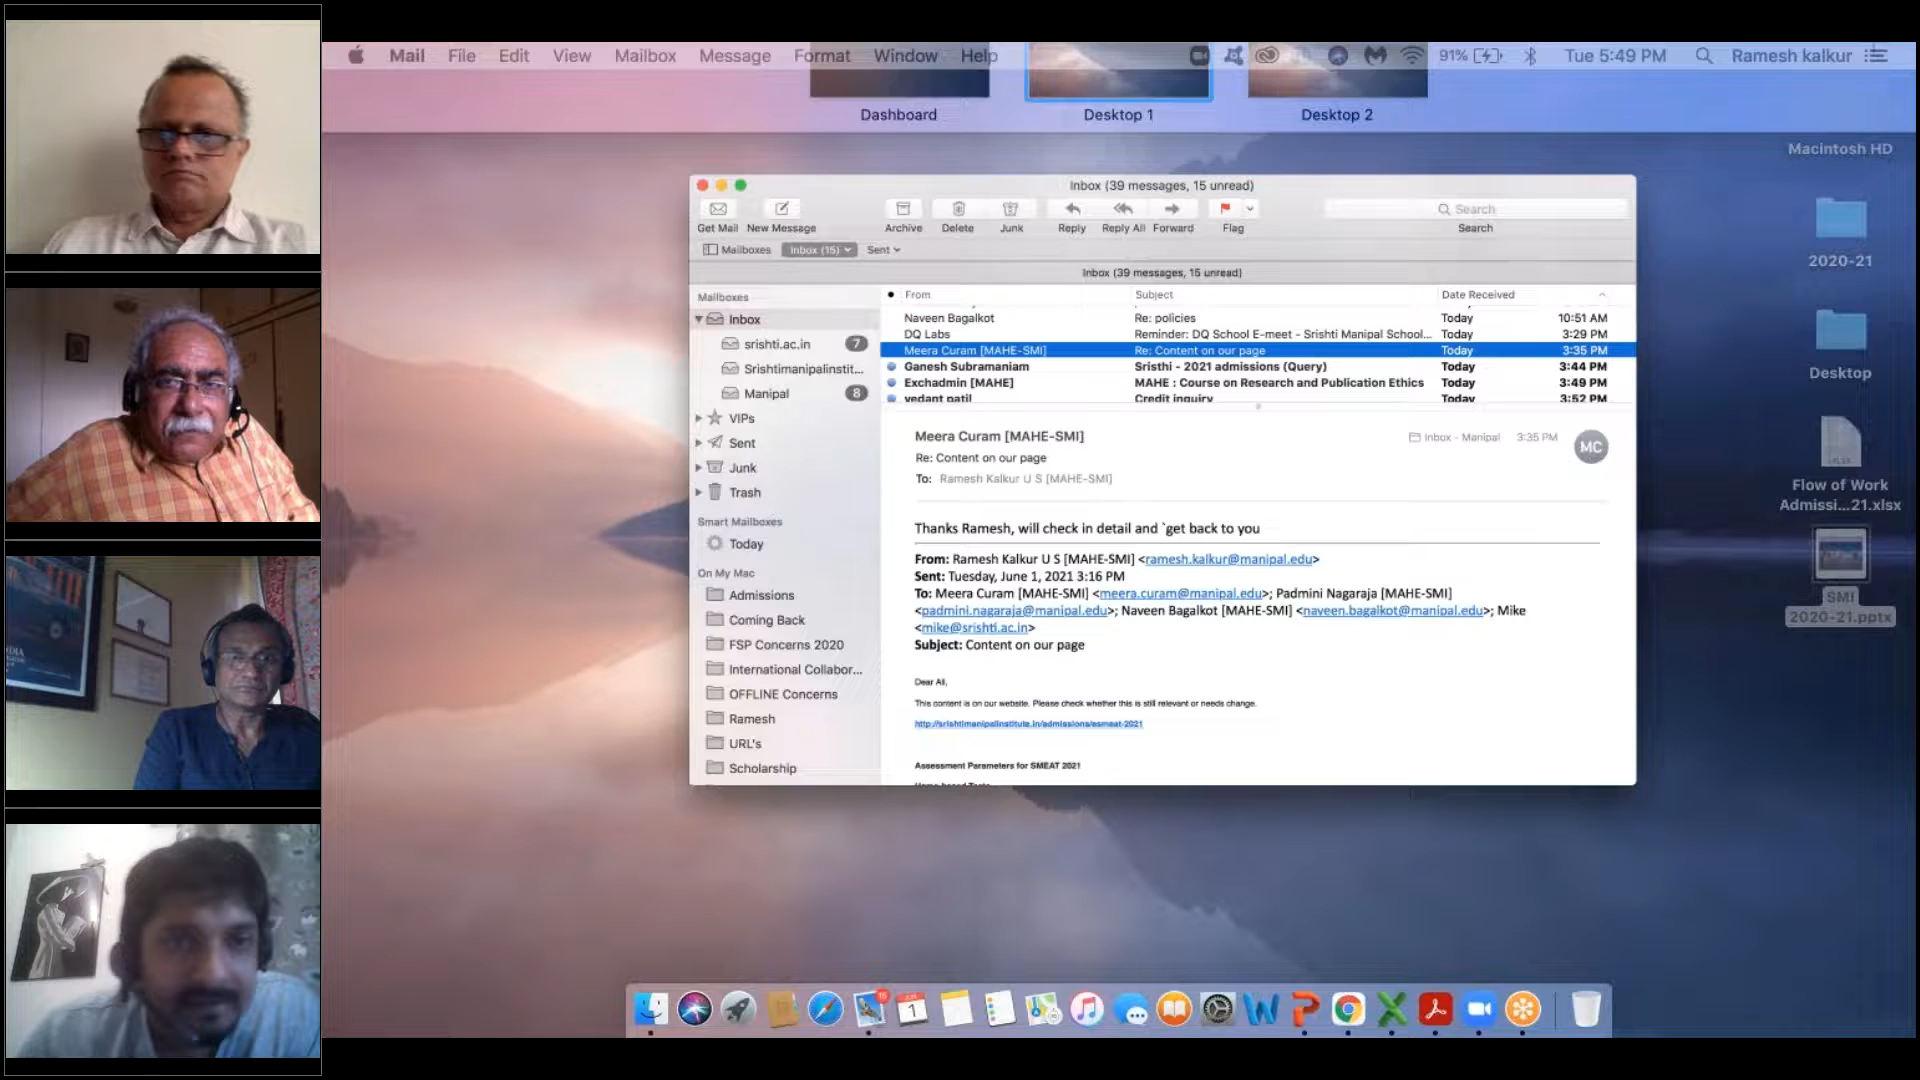 Mail File Edit View Mailbox Message Format Window Help 91% Tue 5:49 PM Ramesh kalkur
Dashboard Desktop 1 Desktop 2
Macintosh HD
2020-21
Desktop
Flow of Work
Admissi...21.xlsx
SMI
2020-21.pptx
Inbox (39 messages, 15 unread)
Search
Get Mail New Message Archive Delete Junk Reply Reply All Forward Flag Search
Mailboxes Inbox (15) Sent
Inbox (39 messages, 15 unread)
Mailboxes
Inbox
srishti.ac.in 7
Srishtimanipalinstit...
Manipal 8
VIPs
Sent
Junk
Trash
Smart Mailboxes
Today
On My Mac
Admissions
Coming Back
FSP Concerns 2020
International Collabor...
OFFLINE Concerns
Ramesh
URL's
Scholarship
From Subject Date Received
Naveen Bagalkot Re: policies Today 10:51 AM
DQ Labs Reminder: DQ School E-meet - Srishti Manipal School... Today 3:29 PM
Meera Curam [MAHE-SMI] Re: Content on our page Today 3:35 PM
Ganesh Subramaniam Sristhi - 2021 admissions (Query) Today 3:44 PM
Exchadmin [MAHE] MAHE : Course on Research and Publication Ethics Today 3:49 PM
vedant patil Credit inquiry Today 3:52 PM
Meera Curam [MAHE-SMI] Inbox - Manipal 3:35 PM MC
Re: Content on our page
To: Ramesh Kalkur U S [MAHE-SMI]
Thanks Ramesh, will check in detail and `get back to you
From: Ramesh Kalkur U S [MAHE-SMI] <ramesh.kalkur@manipal.edu>
Sent: Tuesday, June 1, 2021 3:16 PM
To: Meera Curam [MAHE-SMI] <meera.curam@manipal.edu>; Padmini Nagaraja [MAHE-SMI]
<padmini.nagaraja@manipal.edu>; Naveen Bagalkot [MAHE-SMI] <naveen.bagalkot@manipal.edu>; Mike
<mike@srishti.ac.in>
Subject: Content on our page
Dear All,
This content is on our website. Please check whether this is still relevant or needs change.
http://srishtimanipalinstitute.in/admissions/esmeat-2021
Assessment Parameters for SMEAT 2021
15
1